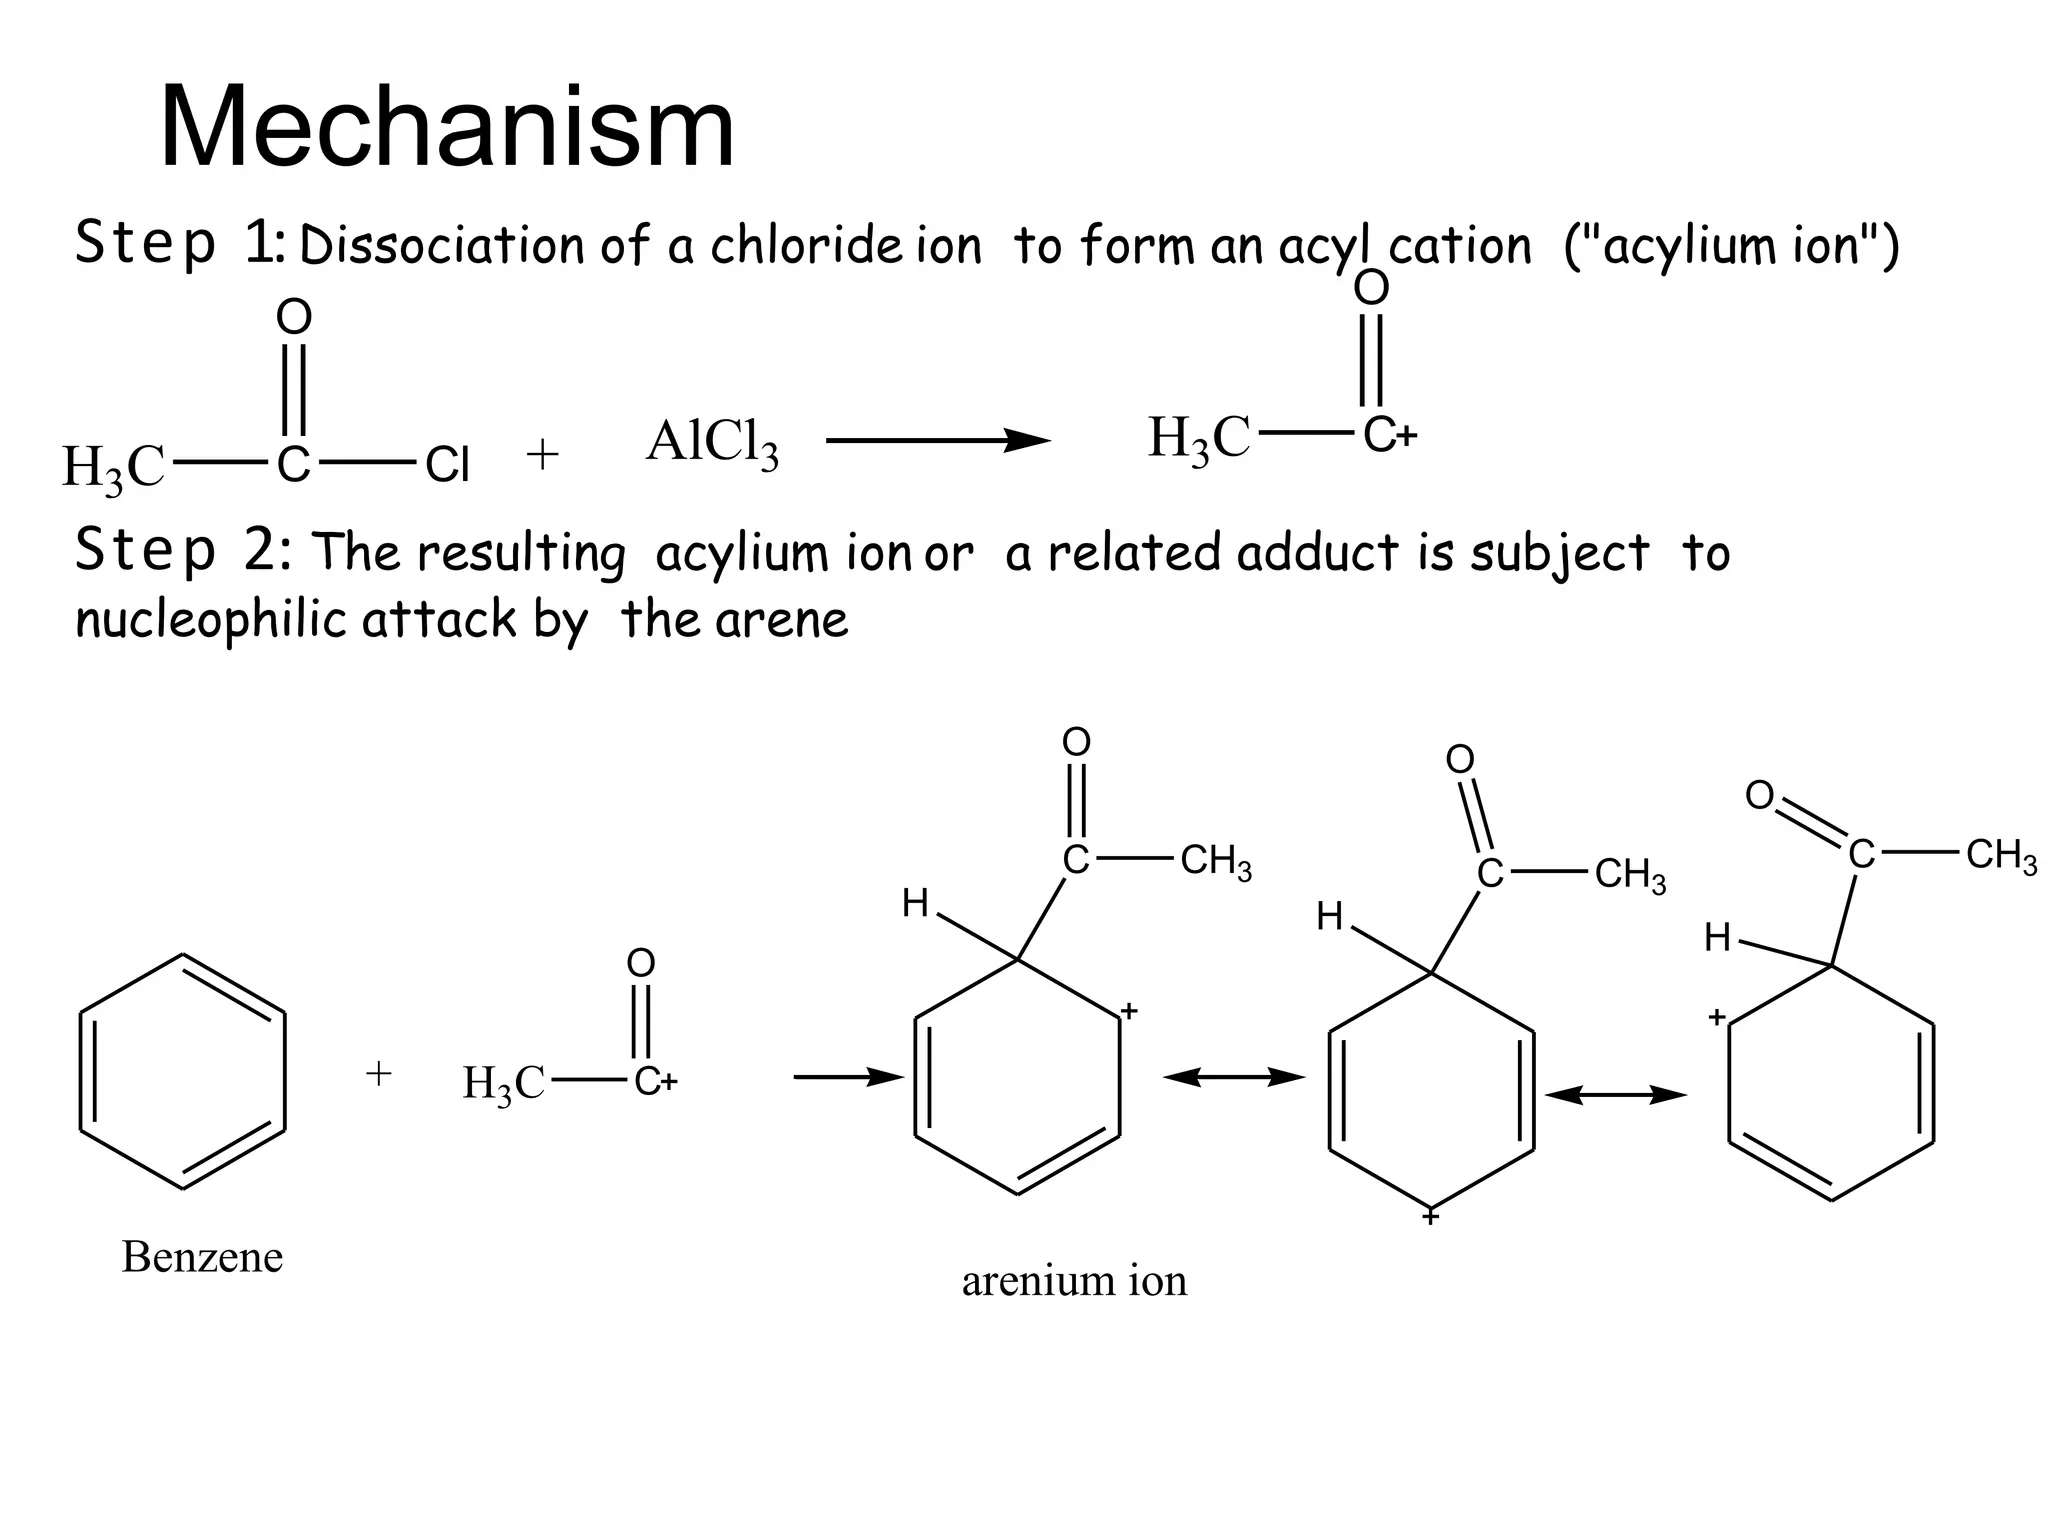 Mechanism
Step 1: Dissociation of a chloride ion to form an acyl cation ("acylium ion")
O
O
H₃C C Cl + AlCl₃ H₃C C+
Step 2: The resulting acylium ion or a related adduct is subject to
nucleophilic attack by the arene
O
O
O
C CH₃
C CH₃
C CH₃
H
H
H
O
+
+
+ H₃C C+
+
Benzene
arenium ion